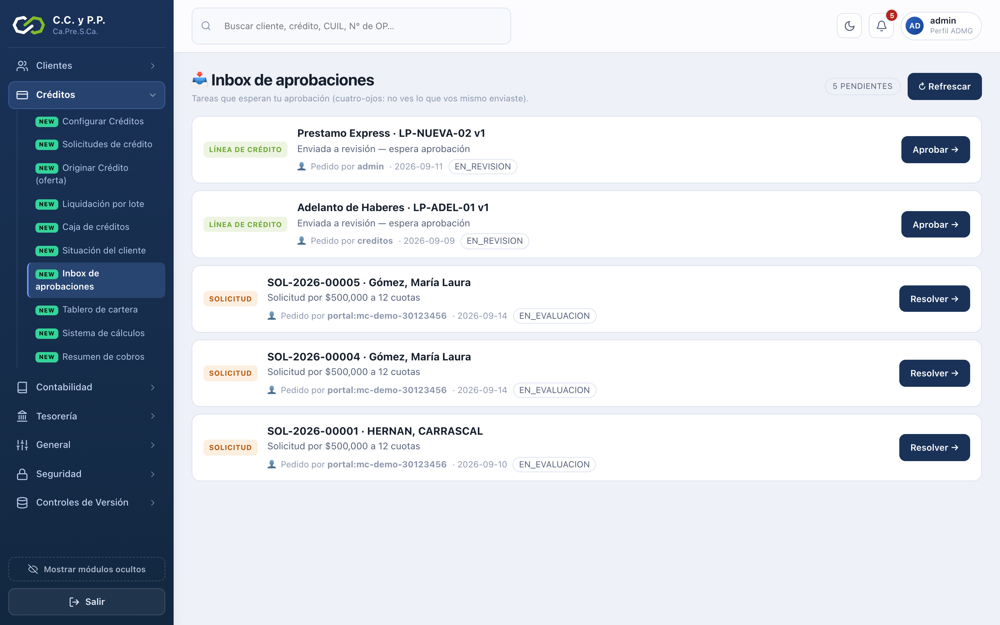 C.C. y P.P.
Ca.Pre.S.Ca.
Clientes
Créditos
NEW Configurar Créditos
NEW Solicitudes de crédito
NEW Originar Crédito
(oferta)
NEW Liquidación por lote
NEW Caja de créditos
NEW Situación del cliente
NEW Inbox de
aprobaciones
NEW Tablero de cartera
NEW Sistema de cálculos
NEW Resumen de cobros
Contabilidad
Tesorería
General
Seguridad
Controles de Versión
Mostrar módulos ocultos
Salir
Buscar cliente, crédito, CUIL, N° de OP...
5
AD
admin
Perfil ADMG
Inbox de aprobaciones
Tareas que esperan tu aprobación (cuatro-ojos: no ves lo que vos mismo enviaste).
5 PENDIENTES
↻ Refrescar
LÍNEA DE CRÉDITO
Prestamo Express · LP-NUEVA-02 v1
Enviada a revisión — espera aprobación
Pedido por admin · 2026-09-11 EN_REVISION
Aprobar →
LÍNEA DE CRÉDITO
Adelanto de Haberes · LP-ADEL-01 v1
Enviada a revisión — espera aprobación
Pedido por creditos · 2026-09-09 EN_REVISION
Aprobar →
SOLICITUD
SOL-2026-00005 · Gómez, María Laura
Solicitud por $500,000 a 12 cuotas
Pedido por portal:mc-demo-30123456 · 2026-09-14 EN_EVALUACION
Resolver →
SOLICITUD
SOL-2026-00004 · Gómez, María Laura
Solicitud por $500,000 a 12 cuotas
Pedido por portal:mc-demo-30123456 · 2026-09-14 EN_EVALUACION
Resolver →
SOLICITUD
SOL-2026-00001 · HERNAN, CARRASCAL
Solicitud por $500,000 a 12 cuotas
Pedido por portal:mc-demo-30123456 · 2026-09-10 EN_EVALUACION
Resolver →